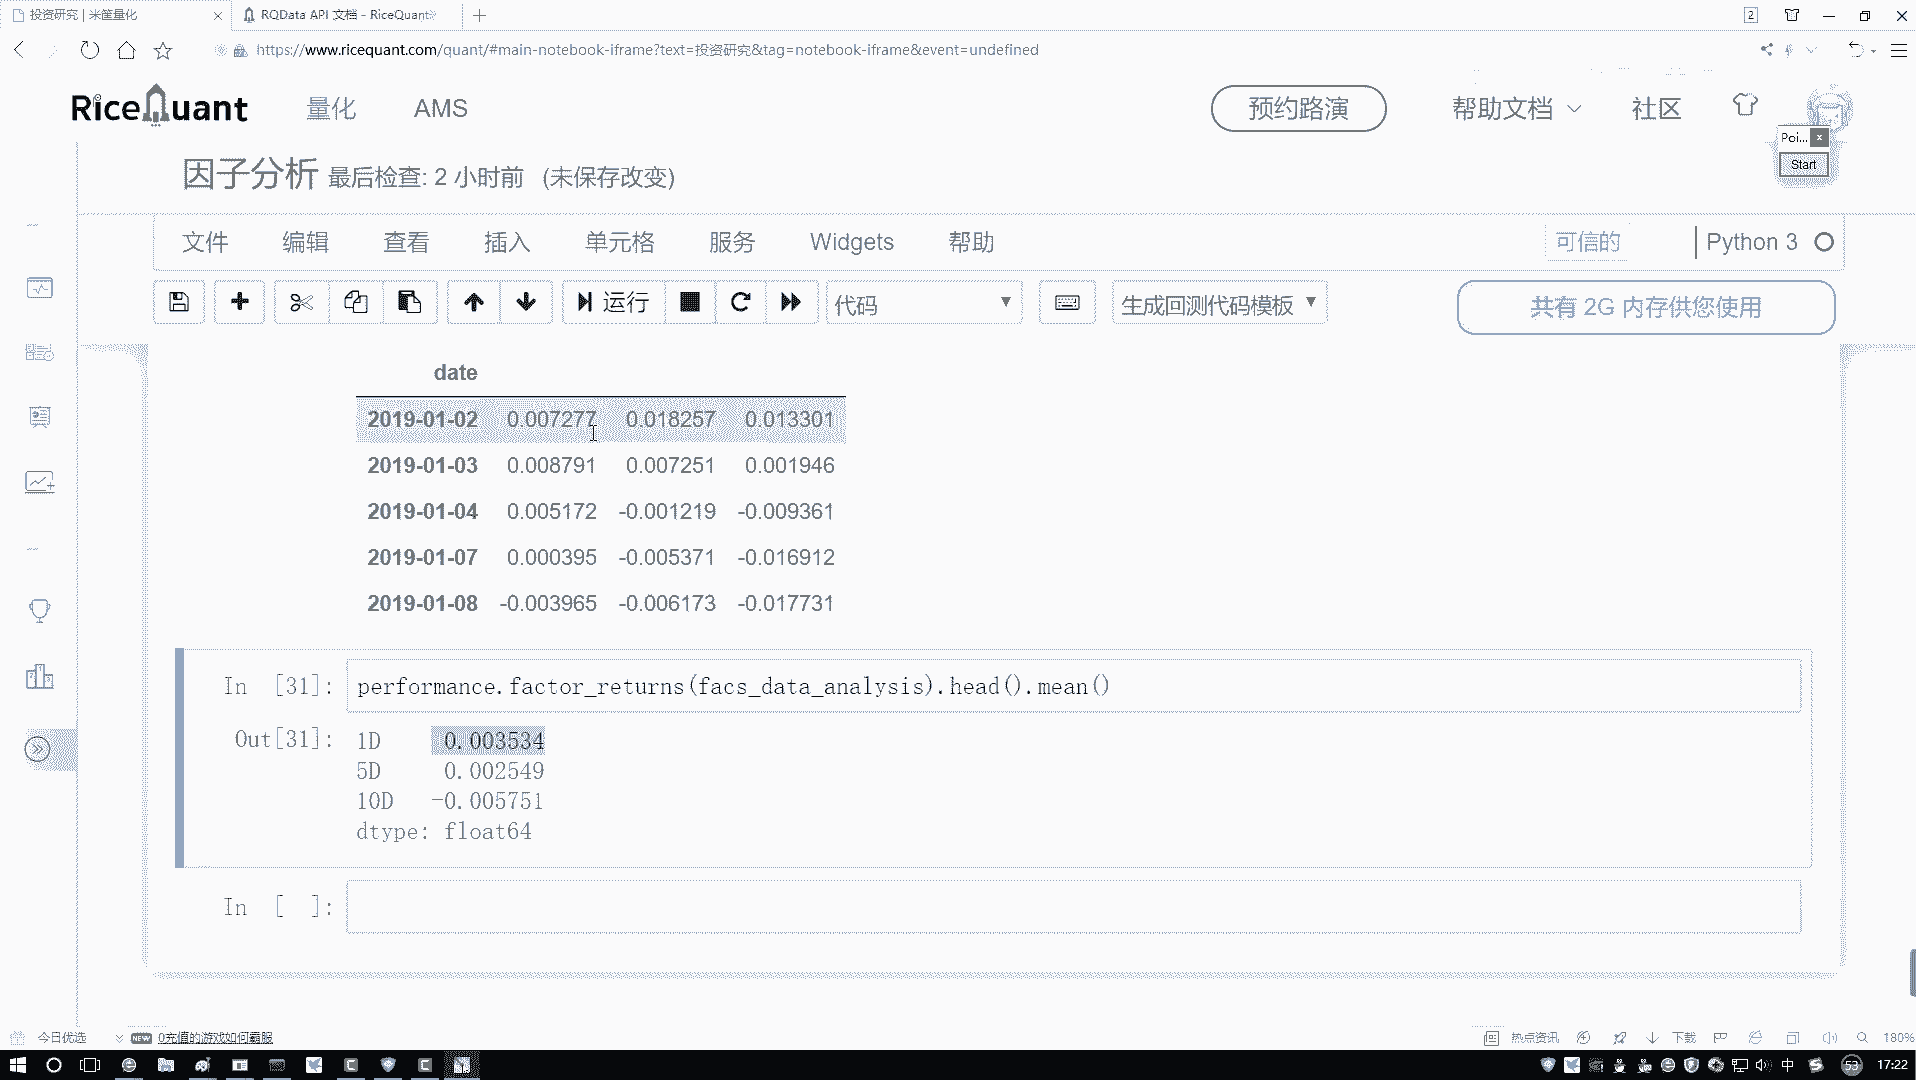 投资研究 | 米筐量化
RQData API 文档 - RiceQuant
2
https://www.ricequant.com/quant/#main-notebook-iframe?text=投资研究&tag=notebook-iframe&event=undefined
RiceQuant 量化 AMS 预约路演 帮助文档 社区
Poi...
Start
因子分析 最后检查: 2 小时前 (未保存改变)
文件 编辑 查看 插入 单元格 服务 Widgets 帮助 可信的 Python 3
运行 代码 生成回测代码模板 共有 2G 内存供您使用
date
2019-01-02 0.007277 0.018257 0.013301
2019-01-03 0.008791 0.007251 0.001946
2019-01-04 0.005172 -0.001219 -0.009361
2019-01-07 0.000395 -0.005371 -0.016912
2019-01-08 -0.003965 -0.006173 -0.017731
In [31]: performance.factor_returns(facs_data_analysis).head().mean()
Out[31]: 1D 0.003534
5D 0.002549
10D -0.005751
dtype: float64
In [ ]:
今日优选 NEW 0充值的游戏如何霸服 热点资讯 下载 180%
中 53 17:22